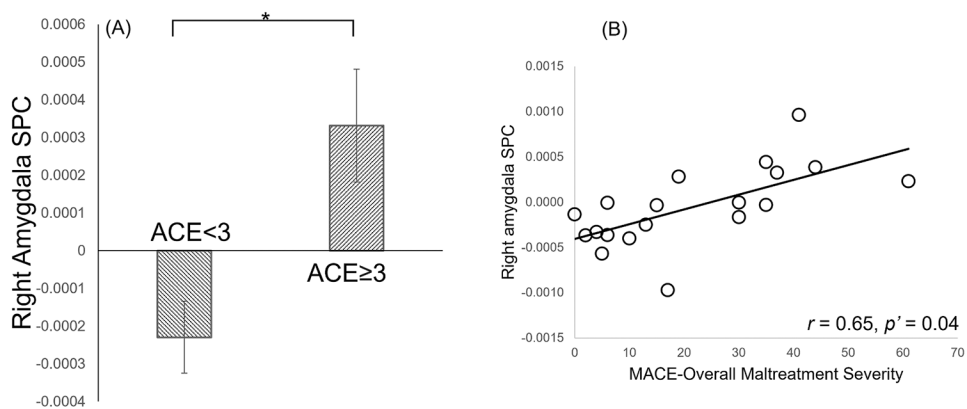 (A)
*
0.0006
0.0005
0.0004
0.0003
0.0002
0.0001
0
-0.0001
-0.0002
-0.0003
-0.0004
Right Amygdala SPC
ACE<3
ACE≥3
(B)
0.0015
0.0010
0.0005
0.0000
-0.0005
-0.0010
-0.0015
Right amygdala SPC
r = 0.65, p' = 0.04
0 10 20 30 40 50 60 70
MACE-Overall Maltreatment Severity